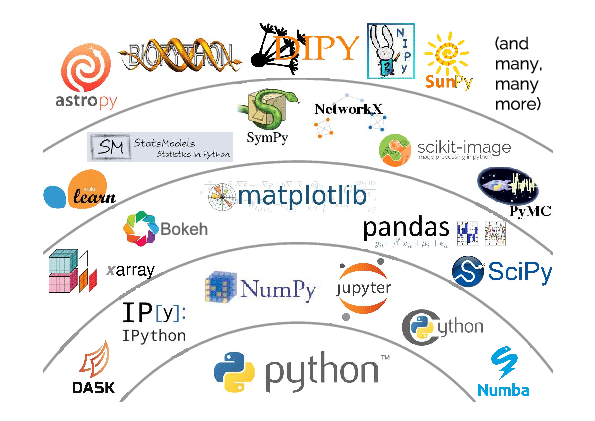 astropy
BIOPYTHON
DIPY
NIPy
SunPy
(and
many,
many
more)
SM
StatsModels
Statistics in Python
SymPy
NetworkX
scikit-image
image processing in python
learn
matplotlib
PyMC
Bokeh
pandas
xarray
NumPy
jupyter
SciPy
IP[y]:
IPython
Cython
DASK
python™
Numba